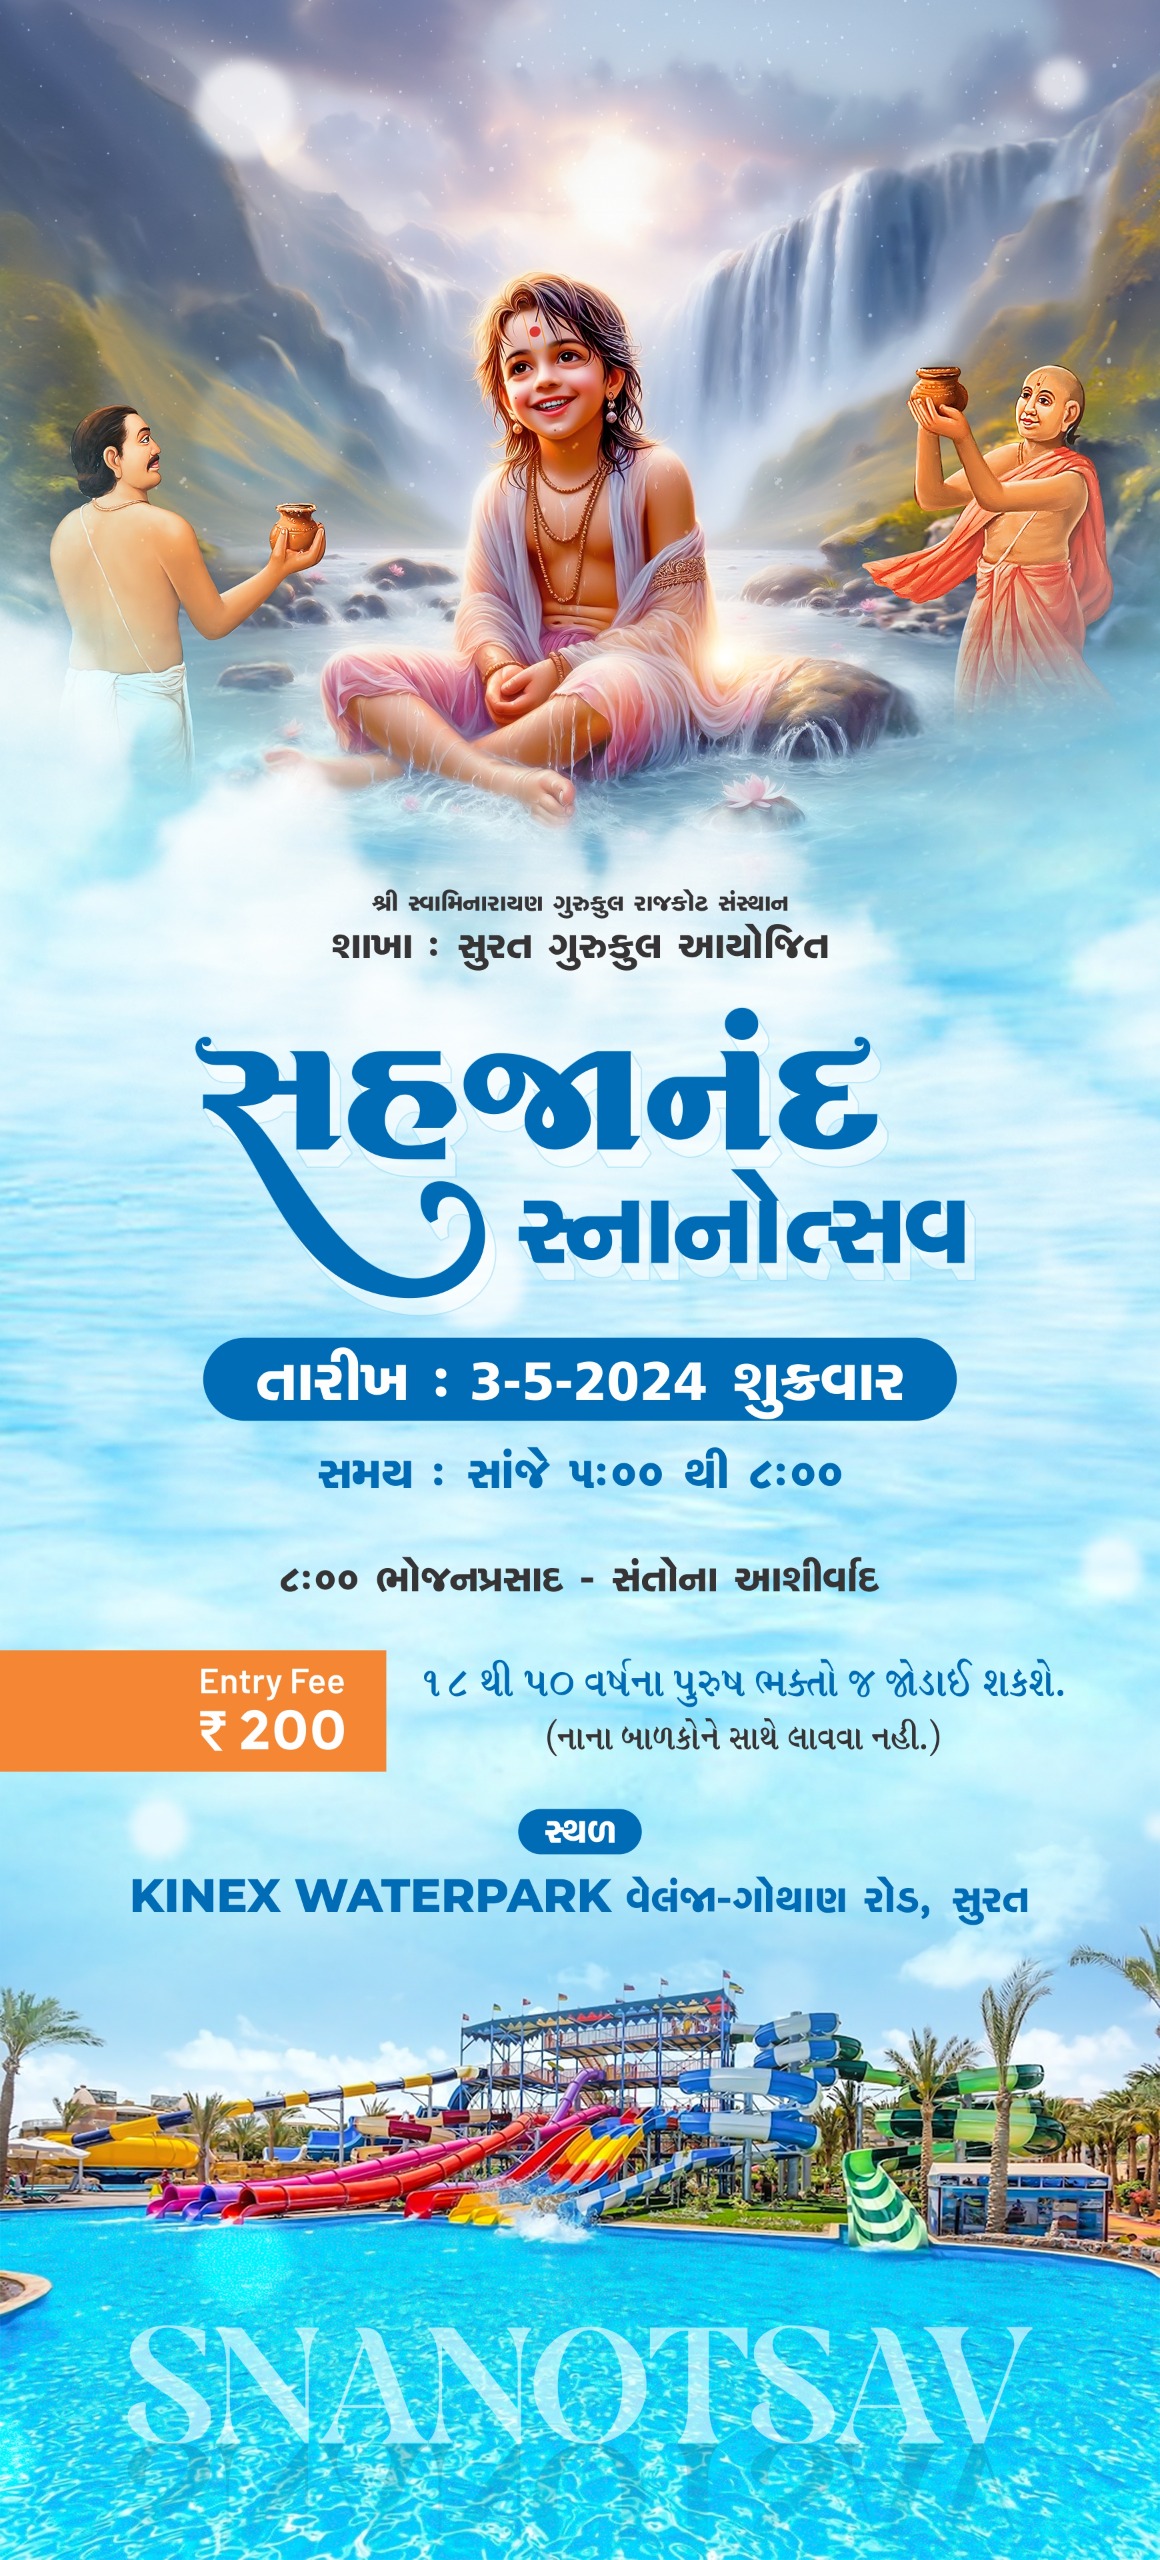 શ્રી સ્વામિનારાયણ ગુરુકુલ રાજકોટ સંસ્થાન
શાખા : સુરત ગુરુકુલ આયોજિત
સહજાનંદ
સ્નાનોત્સવ
તારીખ : 3-5-2024 શુક્રવાર
સમય : સાંજે ૫:૦૦ થી ૮:૦૦
૮:૦૦ ભોજનપ્રસાદ - સંતોના આશીર્વાદ
Entry Fee
₹ 200
૧૮ થી ૫૦ વર્ષના પુરુષ ભક્તો જ જોડાઈ શકશે.
(નાના બાળકોને સાથે લાવવા નહી.)
સ્થળ
KINEX WATERPARK વેલંજા-ગોથાણ રોડ, સુરત
SNANOTSAV